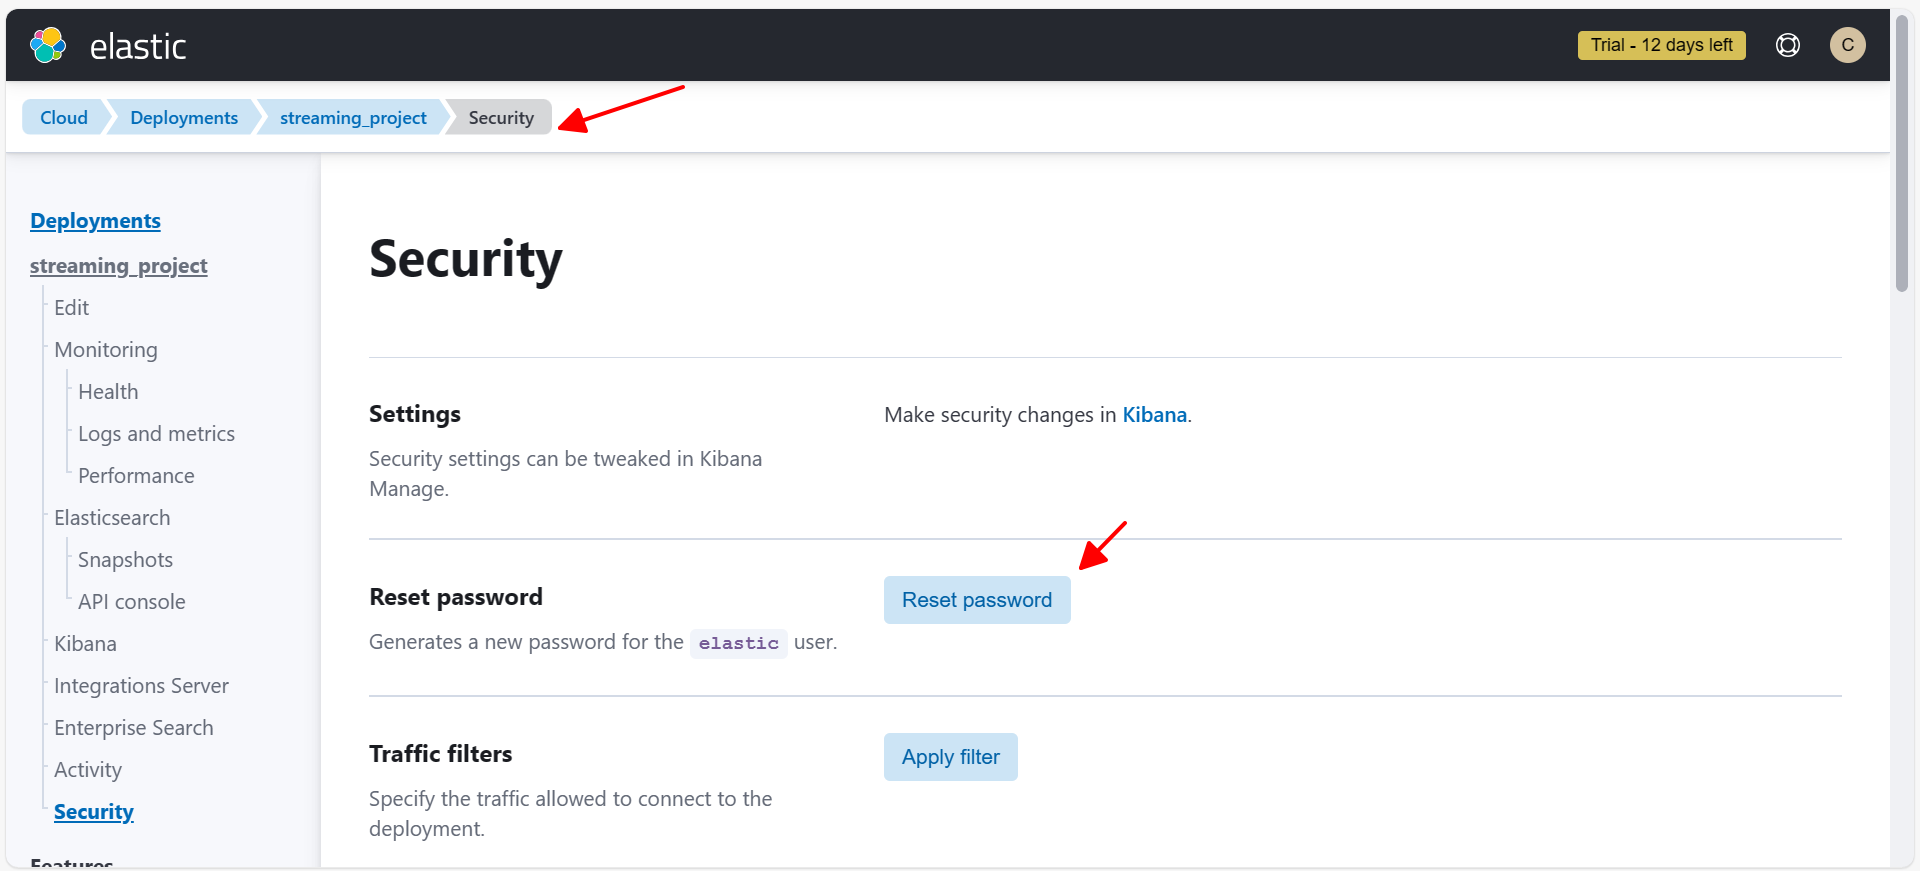 elastic
Trial - 12 days left
C
Cloud
Deployments
streaming_project
Security
Deployments
streaming_project
Edit
Monitoring
Health
Logs and metrics
Performance
Elasticsearch
Snapshots
API console
Kibana
Integrations Server
Enterprise Search
Activity
Security
Features
Security
Settings
Security settings can be tweaked in Kibana
Manage.
Make security changes in Kibana.
Reset password
Generates a new password for the elastic user.
Reset password
Traffic filters
Specify the traffic allowed to connect to the
deployment.
Apply filter